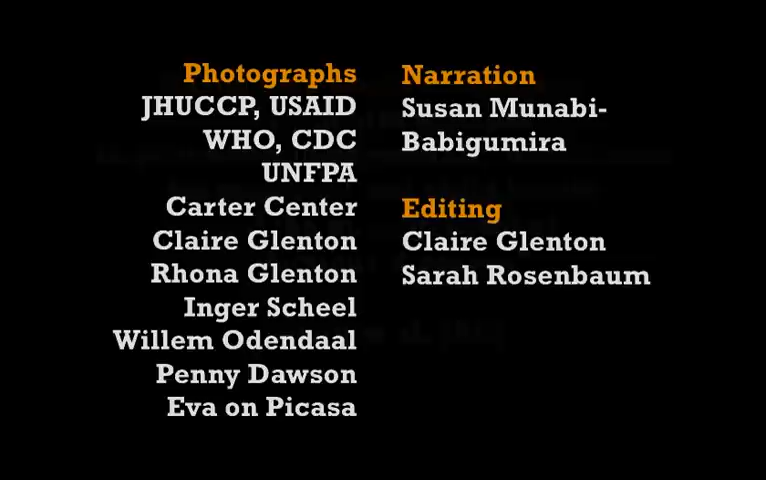 Photographs
JHUCCP, USAID
WHO, CDC
UNFPA
Carter Center
Claire Glenton
Rhona Glenton
Inger Scheel
Willem Odendaal
Penny Dawson
Eva on Picasa
Narration
Susan Munabi-
Babigumira
Editing
Claire Glenton
Sarah Rosenbaum